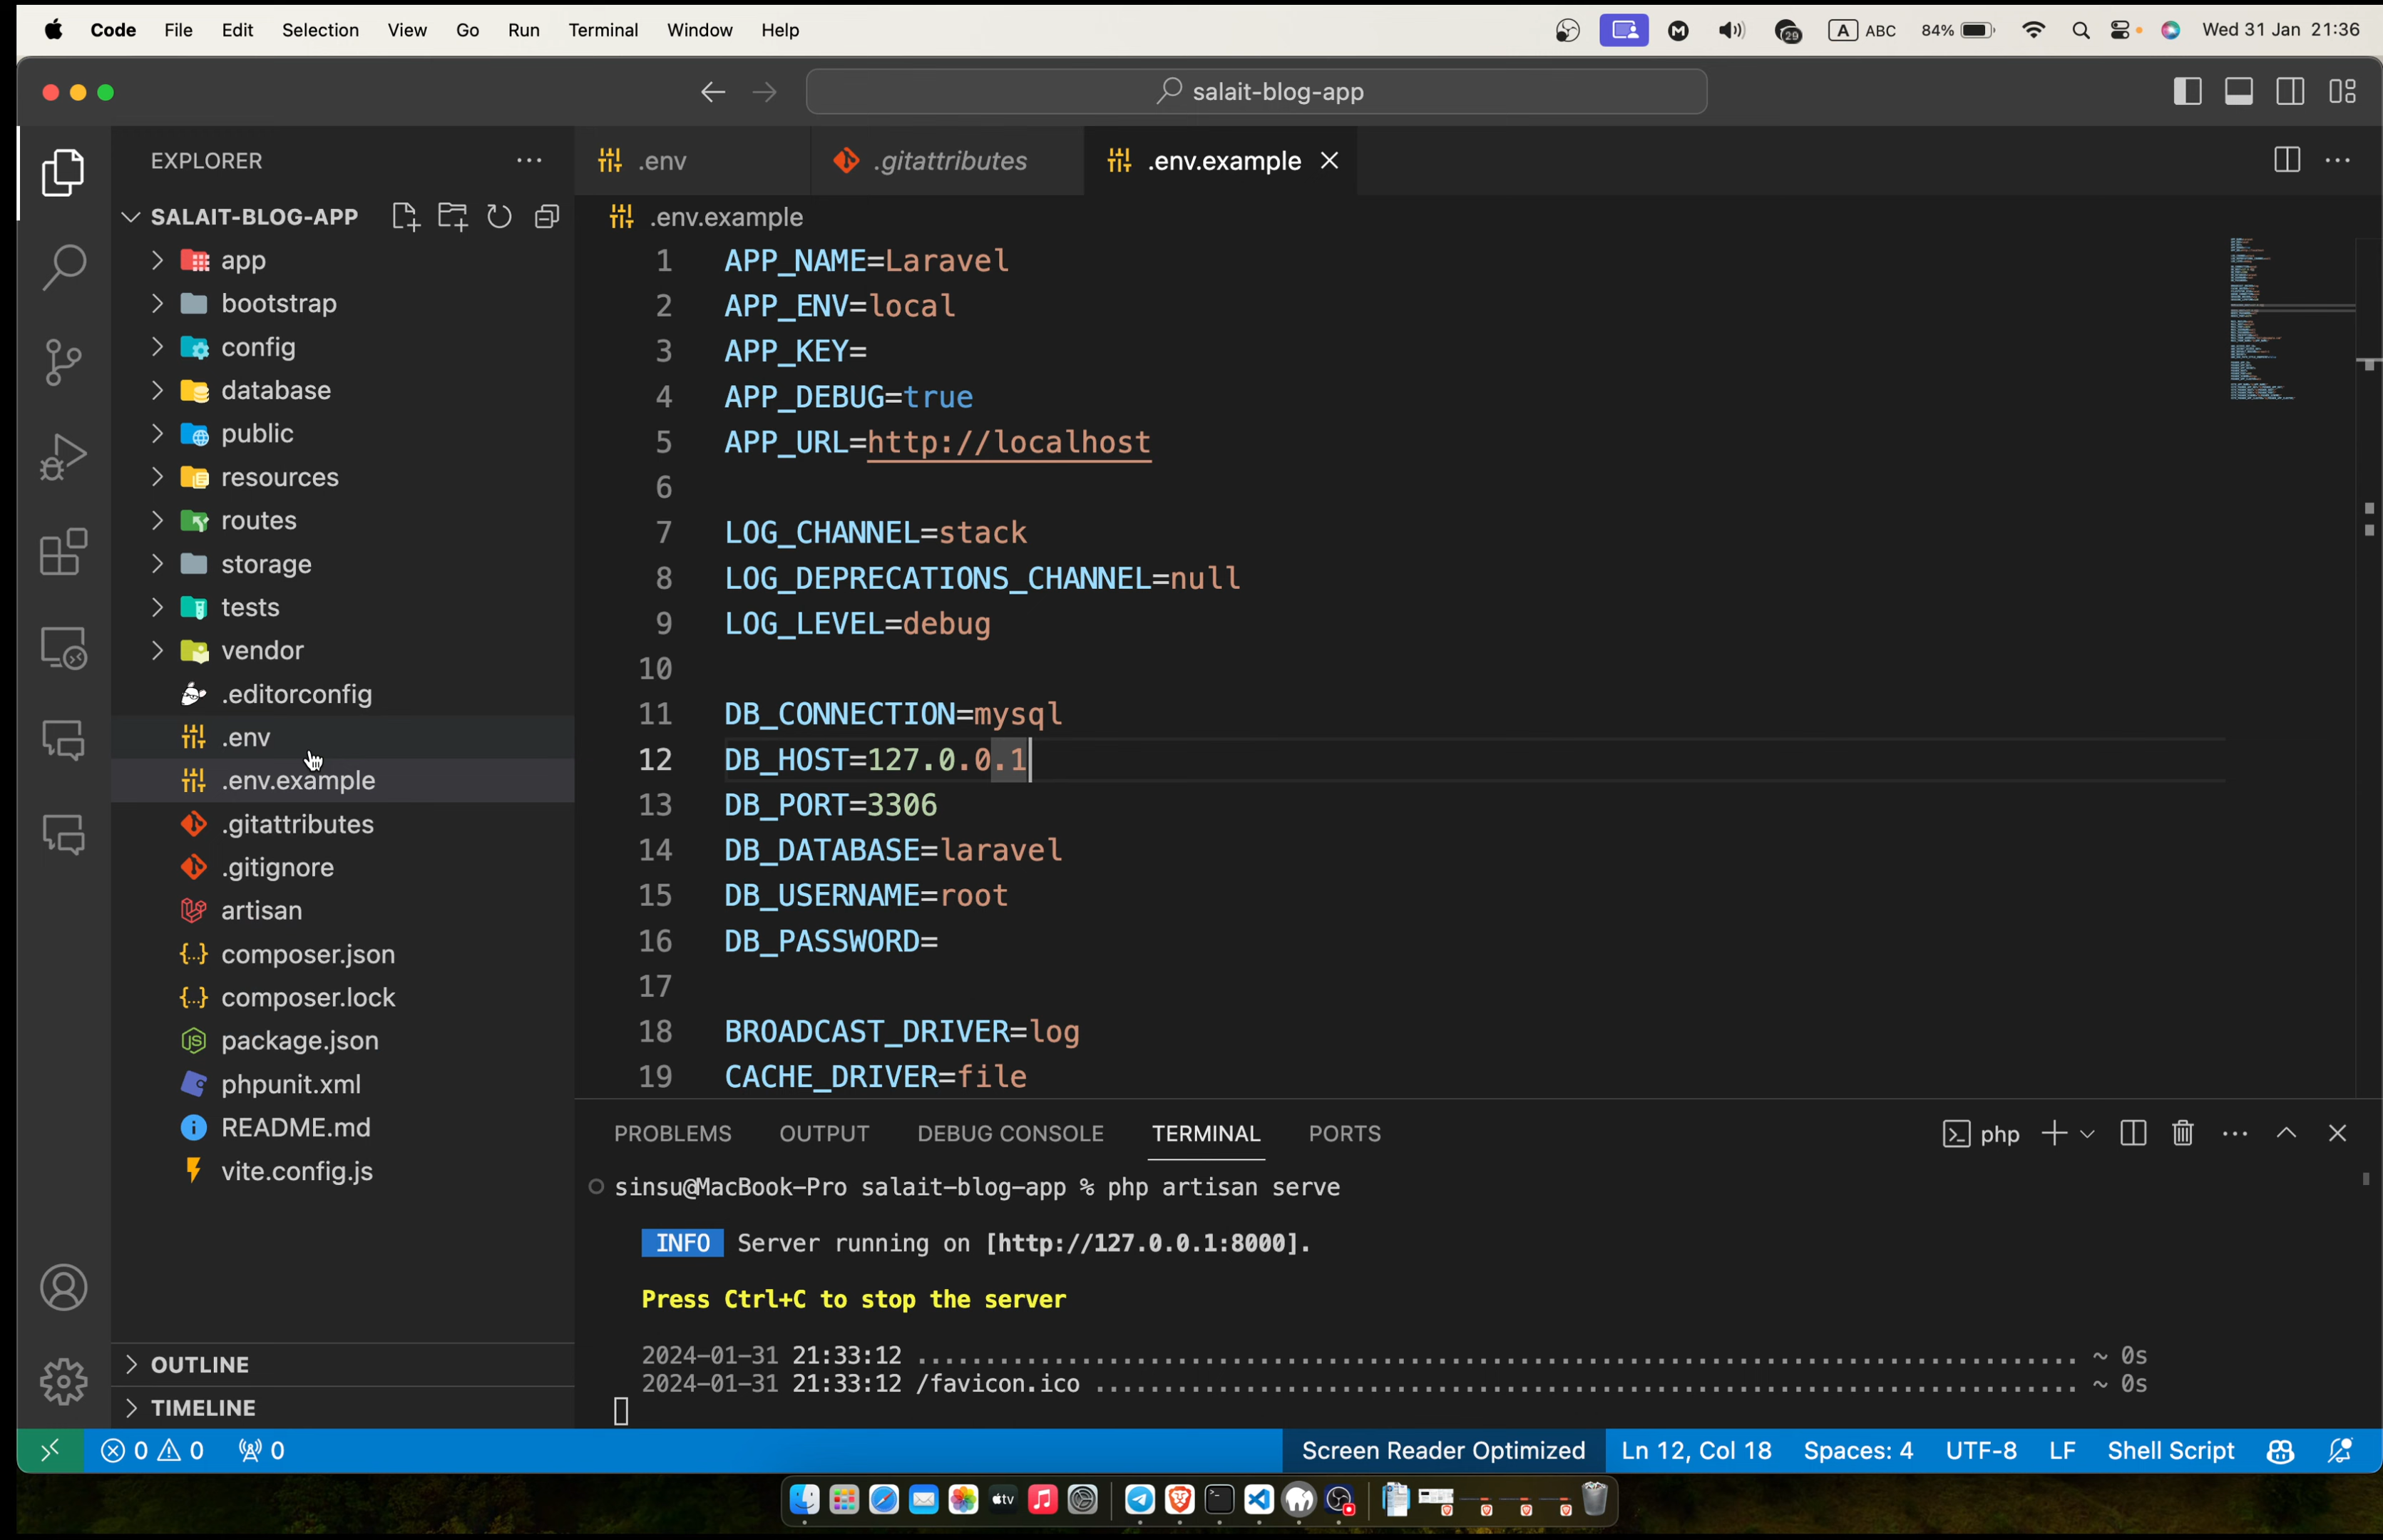 Code File Edit Selection View Go Run Terminal Window Help 29 A ABC 84% Wed 31 Jan 21:36
salait-blog-app
EXPLORER
SALAIT-BLOG-APP
app
bootstrap
config
database
public
resources
routes
storage
tests
vendor
.editorconfig
.env
.env.example
.gitattributes
.gitignore
artisan
composer.json
composer.lock
package.json
phpunit.xml
README.md
vite.config.js
OUTLINE
TIMELINE
.env .gitattributes .env.example
.env.example
1 APP_NAME=Laravel
2 APP_ENV=local
3 APP_KEY=
4 APP_DEBUG=true
5 APP_URL=http://localhost
6
7 LOG_CHANNEL=stack
8 LOG_DEPRECATIONS_CHANNEL=null
9 LOG_LEVEL=debug
10
11 DB_CONNECTION=mysql
12 DB_HOST=127.0.0.1
13 DB_PORT=3306
14 DB_DATABASE=laravel
15 DB_USERNAME=root
16 DB_PASSWORD=
17
18 BROADCAST_DRIVER=log
19 CACHE_DRIVER=file
PROBLEMS OUTPUT DEBUG CONSOLE TERMINAL PORTS php
sinsu@MacBook-Pro salait-blog-app % php artisan serve
INFO Server running on [http://127.0.0.1:8000].
Press Ctrl+C to stop the server
2024-01-31 21:33:12 ..................................................................................... ~ 0s
2024-01-31 21:33:12 /favicon.ico ........................................................................ ~ 0s
0 0 0 Screen Reader Optimized Ln 12, Col 18 Spaces: 4 UTF-8 LF Shell Script
tv